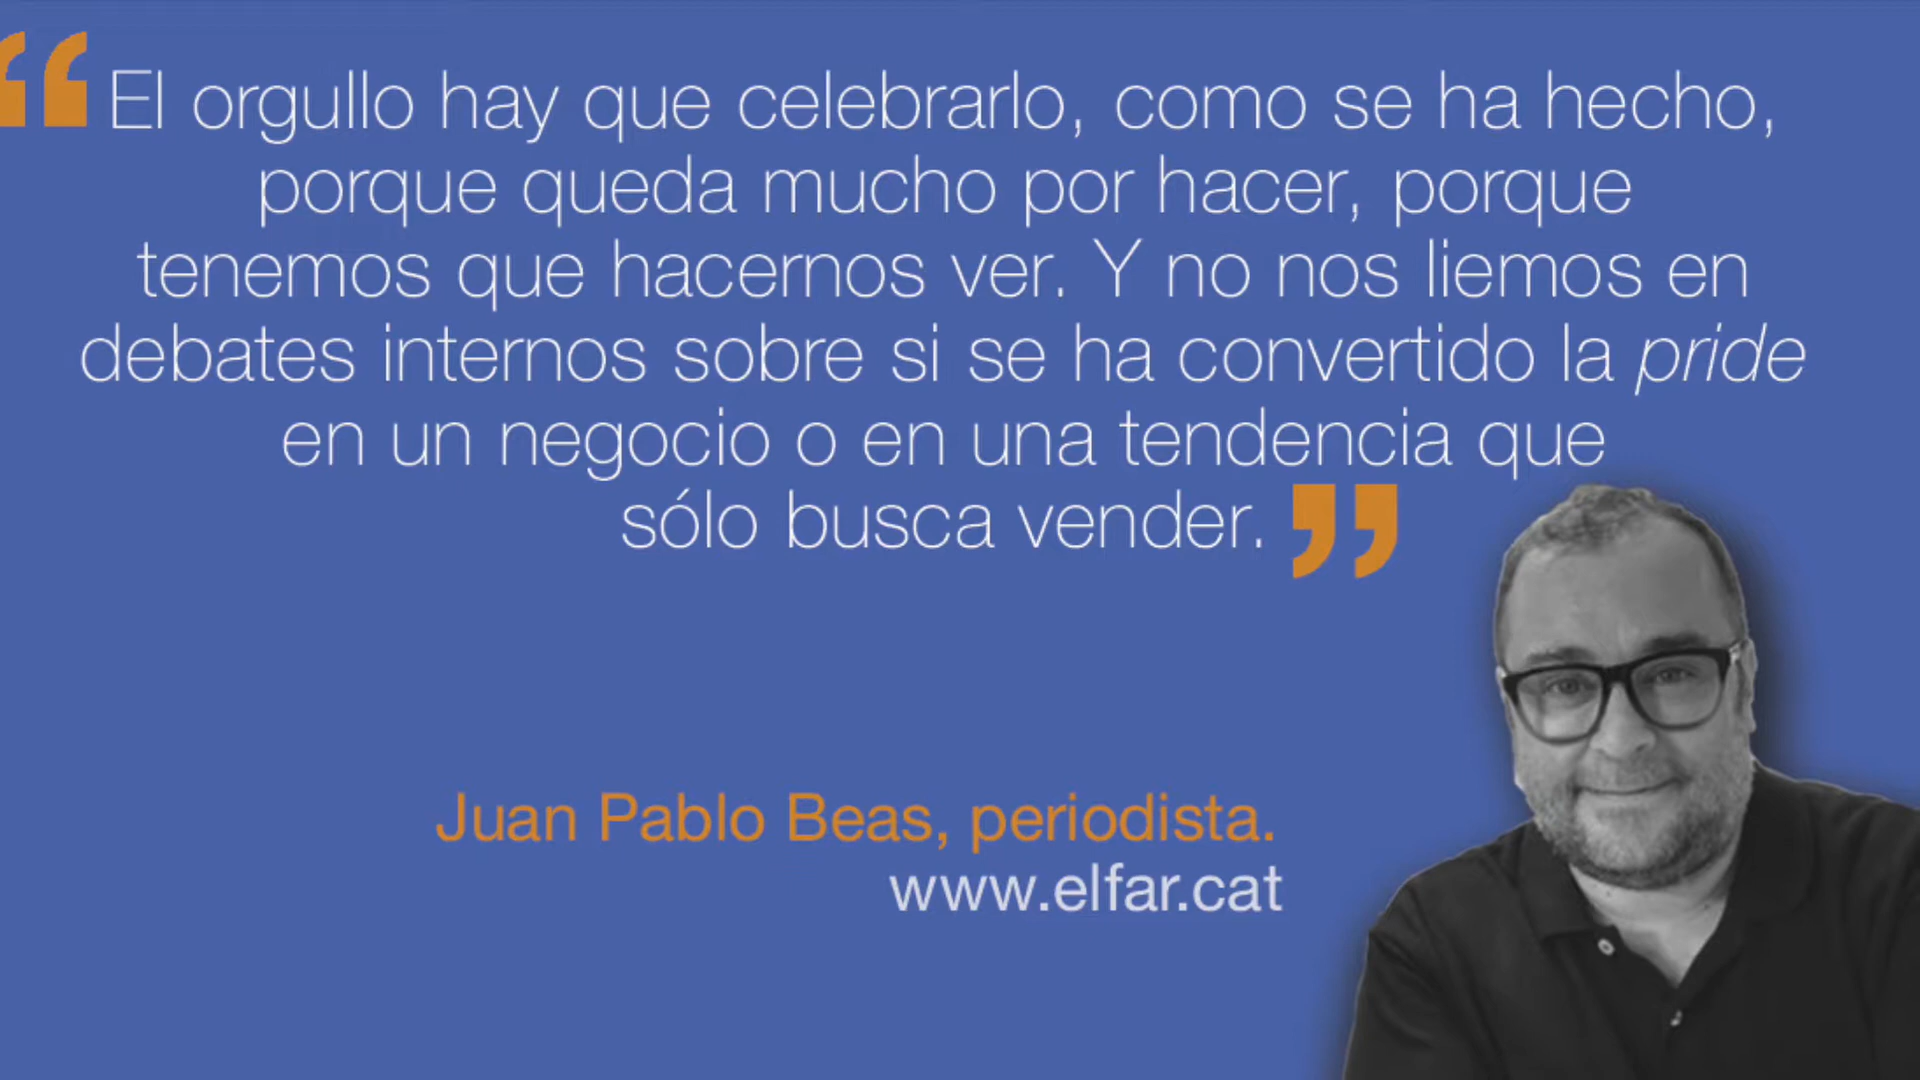 “ El orgullo hay que celebrarlo, como se ha hecho,
porque queda mucho por hacer, porque
tenemos que hacernos ver. Y no nos liemos en
debates internos sobre si se ha convertido la pride
en un negocio o en una tendencia que
sólo busca vender. ”
Juan Pablo Beas, periodista.
www.elfar.cat